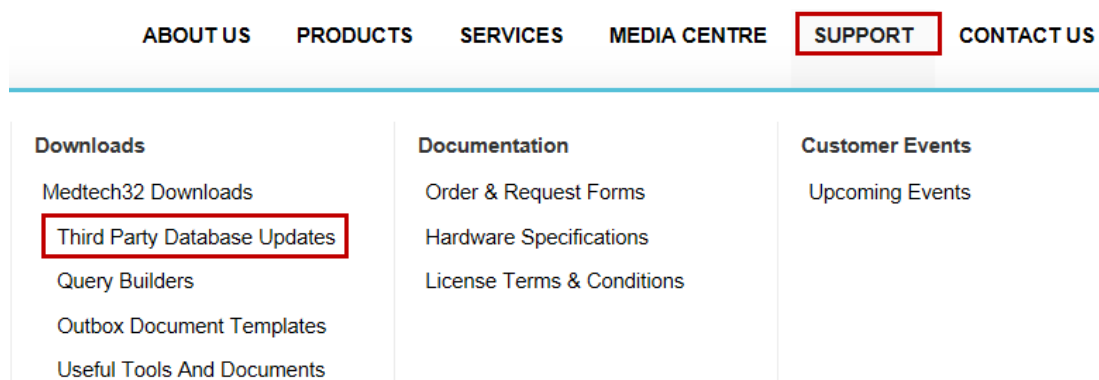 ABOUT US PRODUCTS SERVICES MEDIA CENTRE SUPPORT CONTACT US
Downloads
Medtech32 Downloads
Third Party Database Updates
Query Builders
Outbox Document Templates
Useful Tools And Documents
Documentation
Order & Request Forms
Hardware Specifications
License Terms & Conditions
Customer Events
Upcoming Events